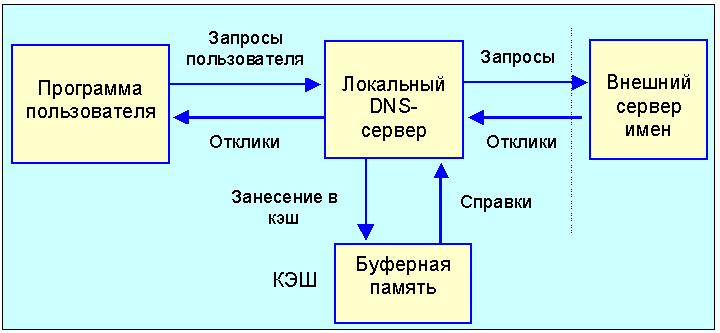 Программа
пользователя
Запросы
пользователя
Отклики
Локальный
DNS-
сервер
Запросы
Отклики
Внешний
сервер
имен
Занесение в
кэш
Справки
КЭШ
Буферная
память